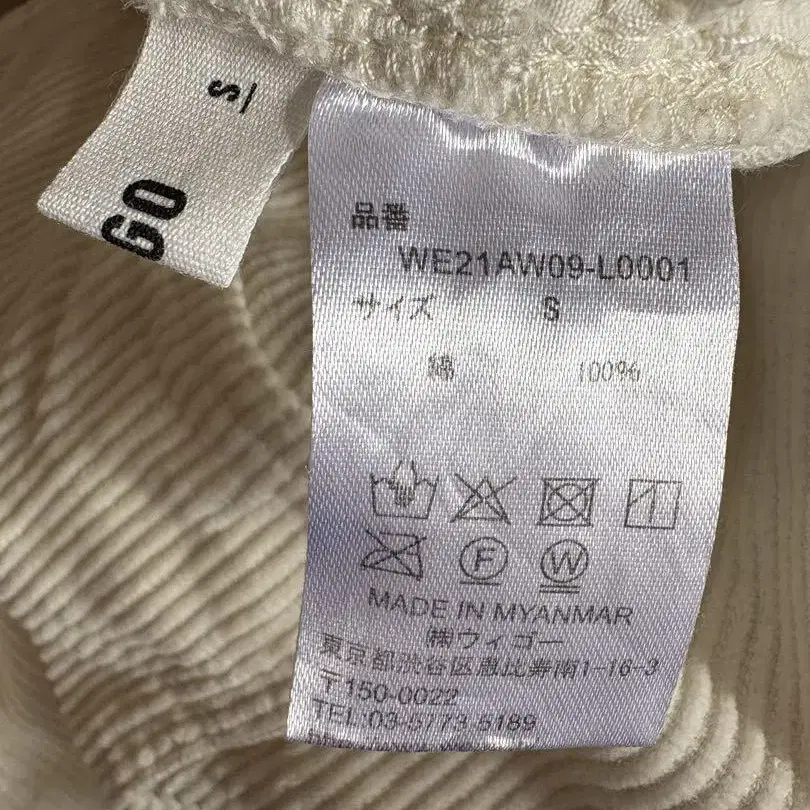 S
GO
品番
WE21AW09-L0001
サイズ S
綿 100%
F W
MADE IN MYANMAR
㈱ウィゴー
東京都渋谷区恵比寿南1-16-3
〒150-0022
TEL:03-5773-5189